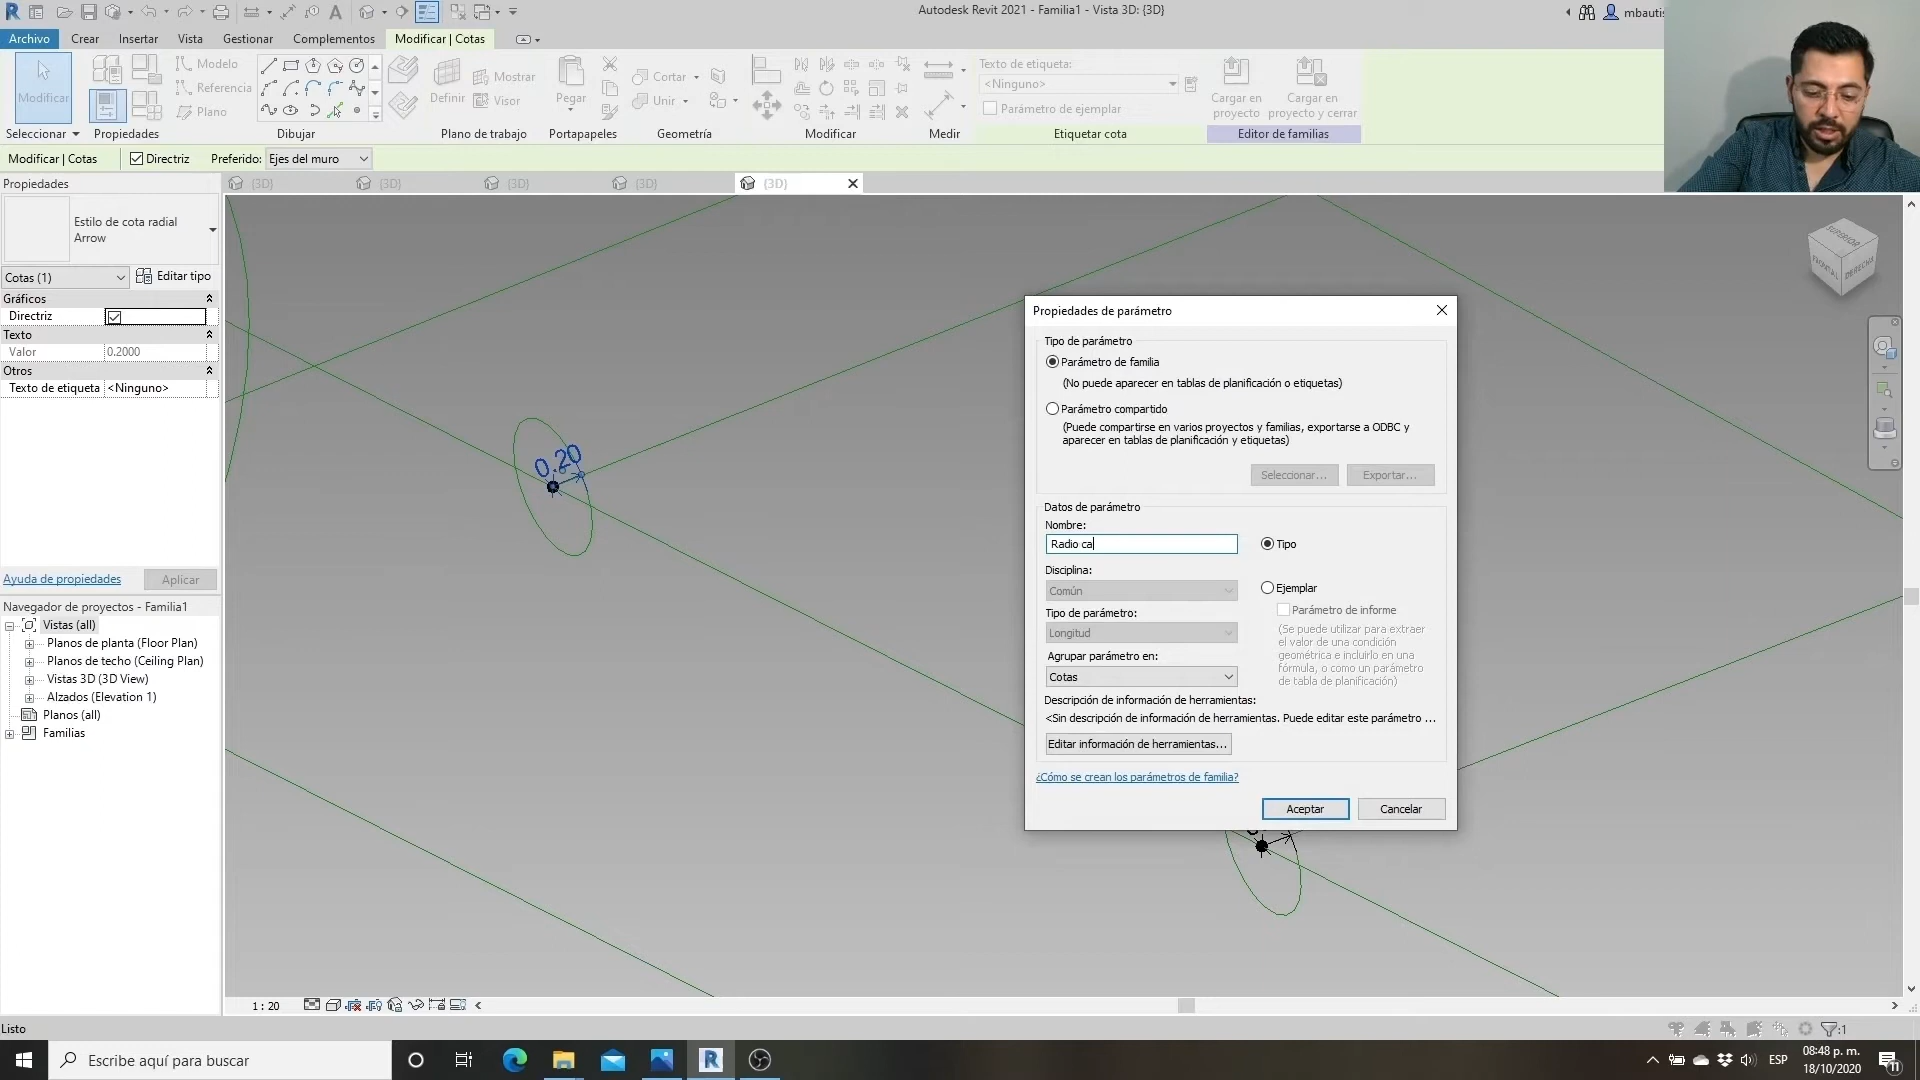 Autodesk Revit 2021 - Familia1 - Vista 3D: {3D}
mbautis
Archivo
Crear
Insertar
Vista
Gestionar
Complementos
Modificar | Cotas
Modificar
Modelo
Referencia
Plano
Definir
Mostrar
Visor
Pegar
Cortar
Unir
Texto de etiqueta:
<Ninguno>
Parámetro de ejemplar
Cargar en
proyecto
Cargar en
proyecto y cerrar
Seleccionar
Propiedades
Dibujar
Plano de trabajo
Portapapeles
Geometría
Modificar
Medir
Etiquetar cota
Editor de familias
Modificar | Cotas
Directriz
Preferido:
Ejes del muro
Propiedades
{3D}
{3D}
{3D}
{3D}
{3D}
Estilo de cota radial
Arrow
Cotas (1)
Editar tipo
Gráficos
Directriz
Texto
Valor
0.2000
Otros
Texto de etiqueta
<Ninguno>
Ayuda de propiedades
Aplicar
Navegador de proyectos - Familia1
Vistas (all)
Planos de planta (Floor Plan)
Planos de techo (Ceiling Plan)
Vistas 3D (3D View)
Alzados (Elevation 1)
Planos (all)
Familias
0.20
SUPERIOR
FRONTAL
DERECHA
Propiedades de parámetro
Tipo de parámetro
Parámetro de familia
(No puede aparecer en tablas de planificación o etiquetas)
Parámetro compartido
(Puede compartirse en varios proyectos y familias, exportarse a ODBC y
aparecer en tablas de planificación y etiquetas)
Seleccionar...
Exportar...
Datos de parámetro
Nombre:
Radio ca
Tipo
Disciplina:
Común
Ejemplar
Parámetro de informe
Tipo de parámetro:
Longitud
(Se puede utilizar para extraer
el valor de una condición
geométrica e incluirlo en una
fórmula, o como un parámetro
de tabla de planificación)
Agrupar parámetro en:
Cotas
Descripción de información de herramientas:
<Sin descripción de información de herramientas. Puede editar este parámetro ...
Editar información de herramientas...
¿Cómo se crean los parámetros de familia?
Aceptar
Cancelar
1 : 20
Listo
:1
Escribe aquí para buscar
ESP
08:48 p. m.
18/10/2020
11